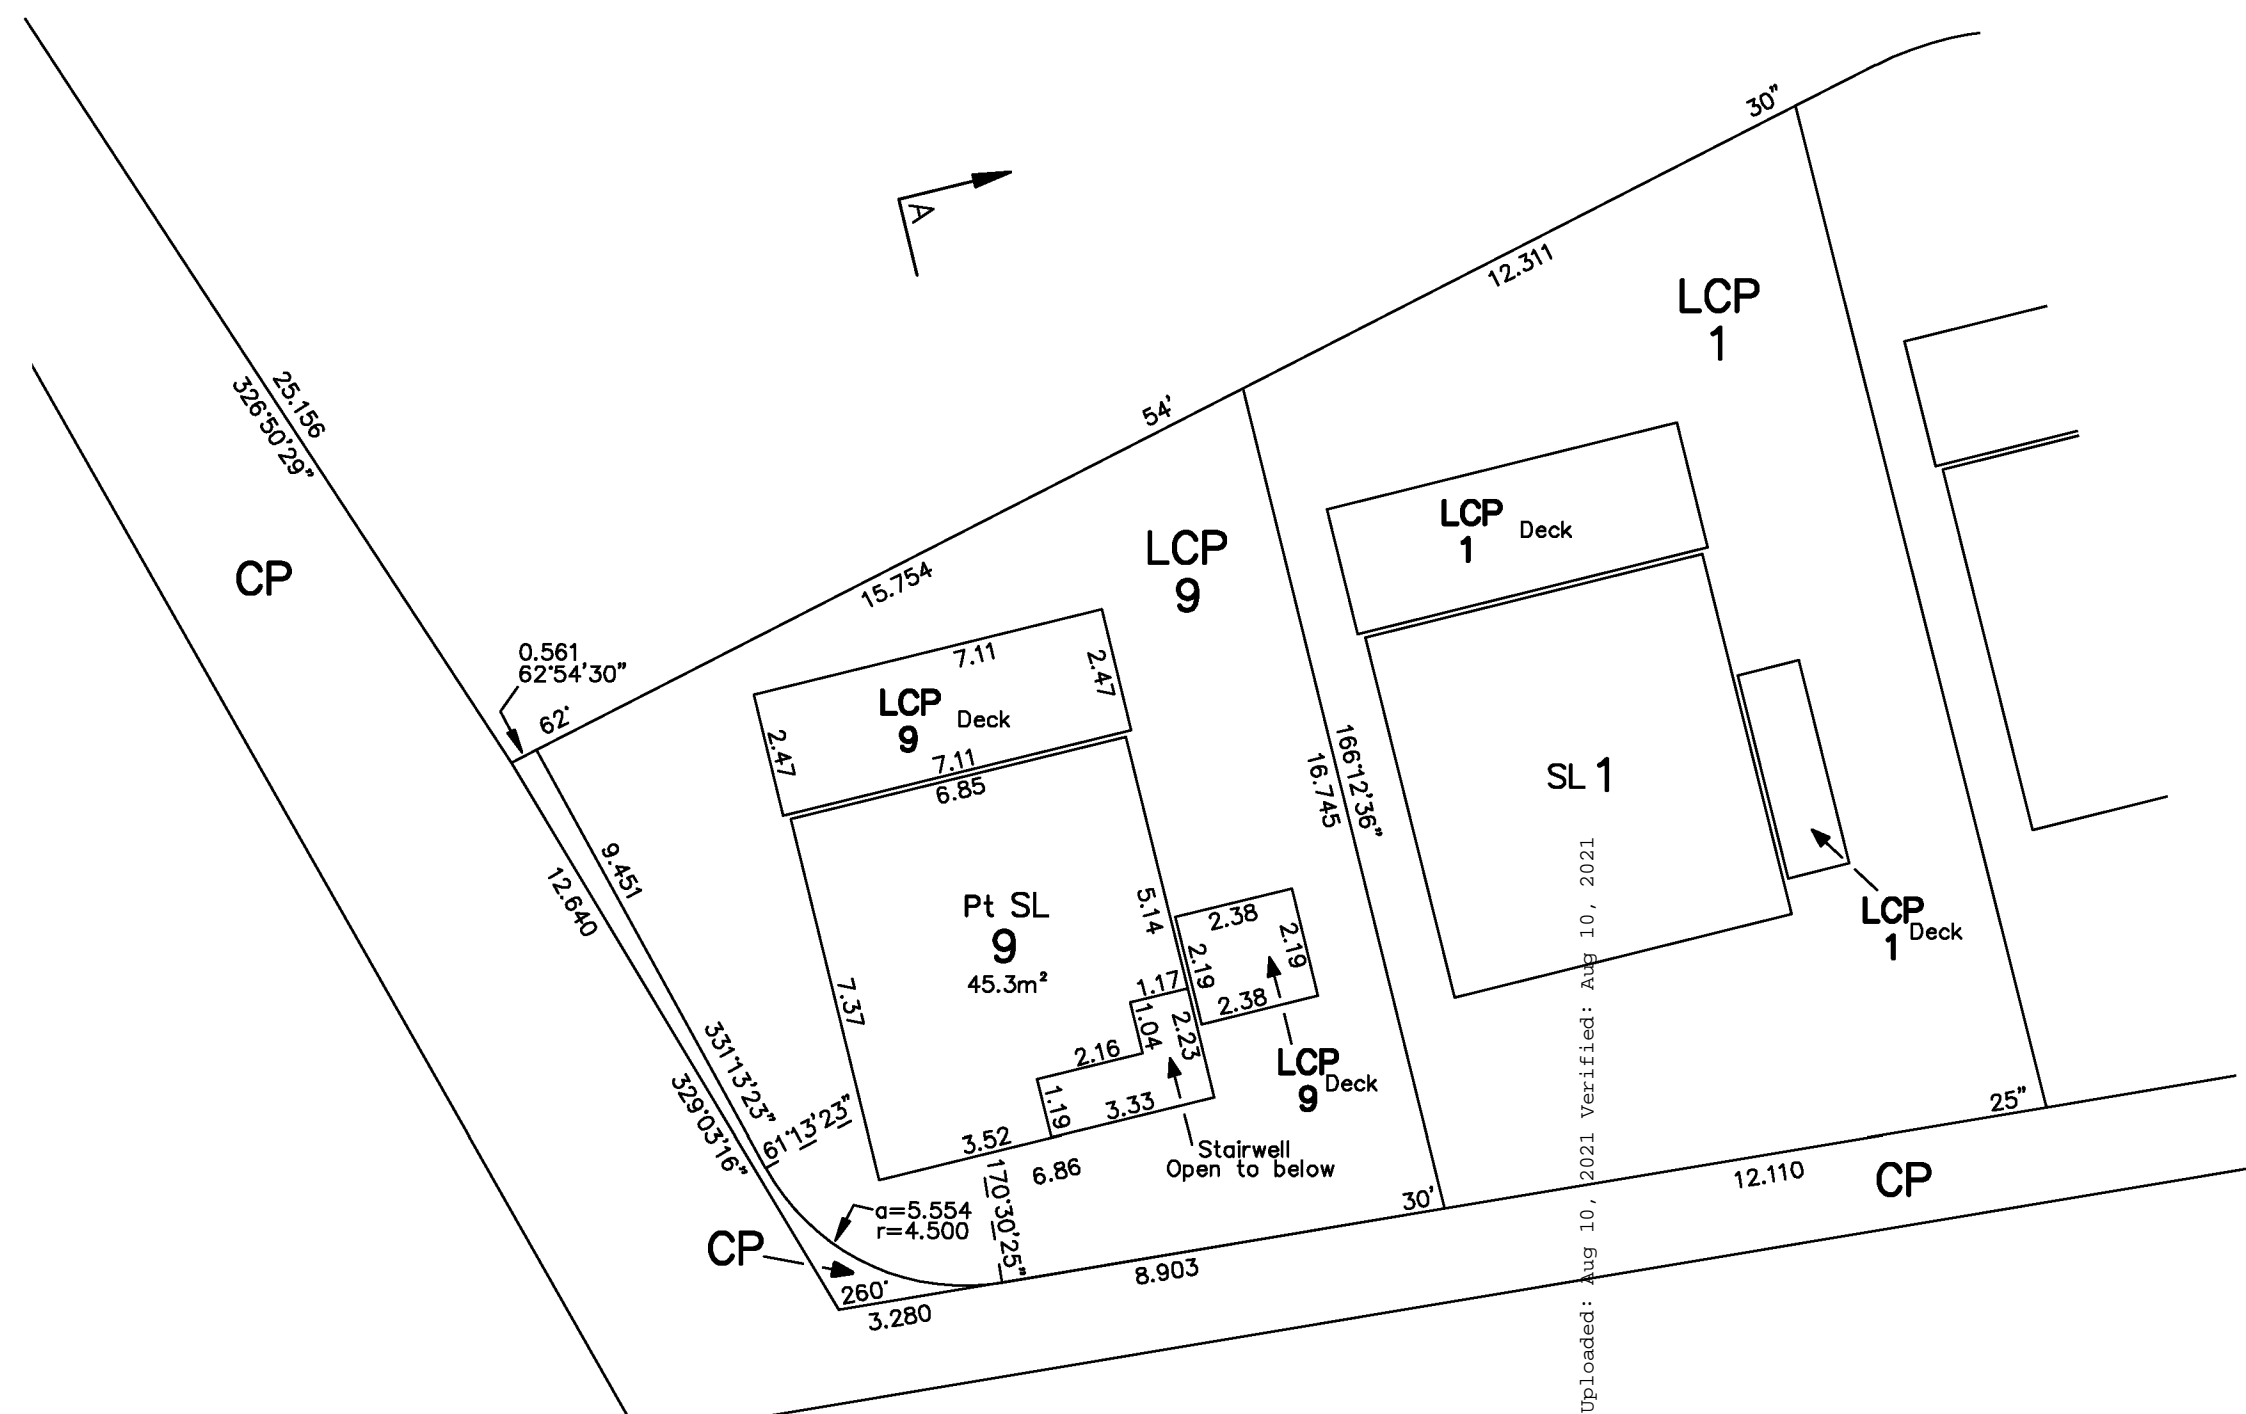 30"
A
12.311
LCP
1
54'
25.156
326°50'29"
LCP
1
Deck
LCP
9
15.754
CP
0.561
62°54'30"
62°
7.11
2.47
LCP
9
Deck
2.47
7.11
6.85
166°12'36"
16.745
SL 1
9.451
12.640
Pt SL
9
45.3m²
5.14
2.38
2.19
2.19
2.38
LCP
1
Deck
7.37
1.17
1.04
2.23
2.16
331°13'23"
329°03'16"
LCP
9
Deck
1.19
3.33
61°13'23"
3.52
6.86
Stairwell
Open to below
170°30'25"
a=5.554
r=4.500
CP
260°
3.280
8.903
30'
12.110
25"
CP
Uploaded: Aug 10, 2021 Verified: Aug 10, 2021